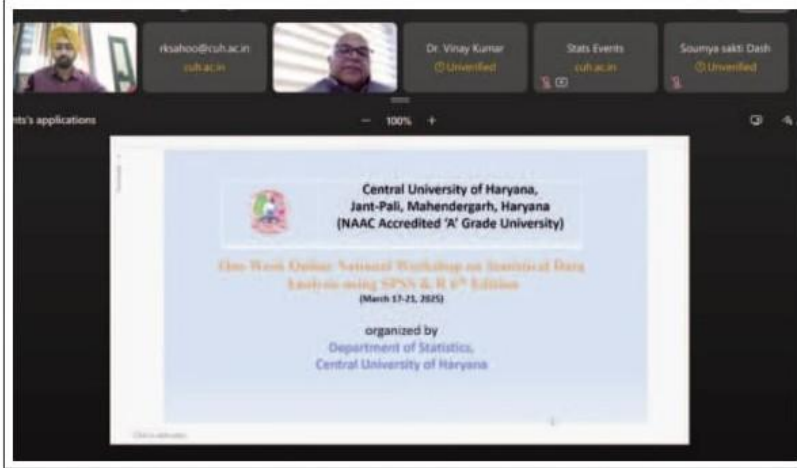 rksahoo@cuh.ac.in
cuh.ac.in
Dr. Vinay Kumar
Unverified
Stats Events
cuh.ac.in
Soumya sakti Dash
Unverified
nts's applications
100%
Central University of Haryana,
Jant-Pali, Mahendergarh, Haryana
(NAAC Accredited 'A' Grade University)
One Week Online National Workshop on Statistical Data
Analysis using SPSS & R 6th Edition
(March 17-21, 2025)
organized by
Department of Statistics,
Central University of Haryana